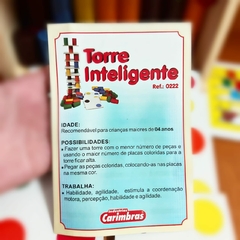 Torre
Inteligente
Ref.: 0222
IDADE:
Recomendável para crianças maiores de 04 anos
POSSIBILIDADES:
• Fazer uma torre com o menor número de peças e
usando o maior número de placas coloridas para a
torre ficar alta.
• Pegar as peças coloridas, colocando-as nas placas
na mesma cor.
TRABALHA:
• Habilidade, agilidade, estimula a coordenação
motora, percepção, habilidade e agilidade.
Carimbras